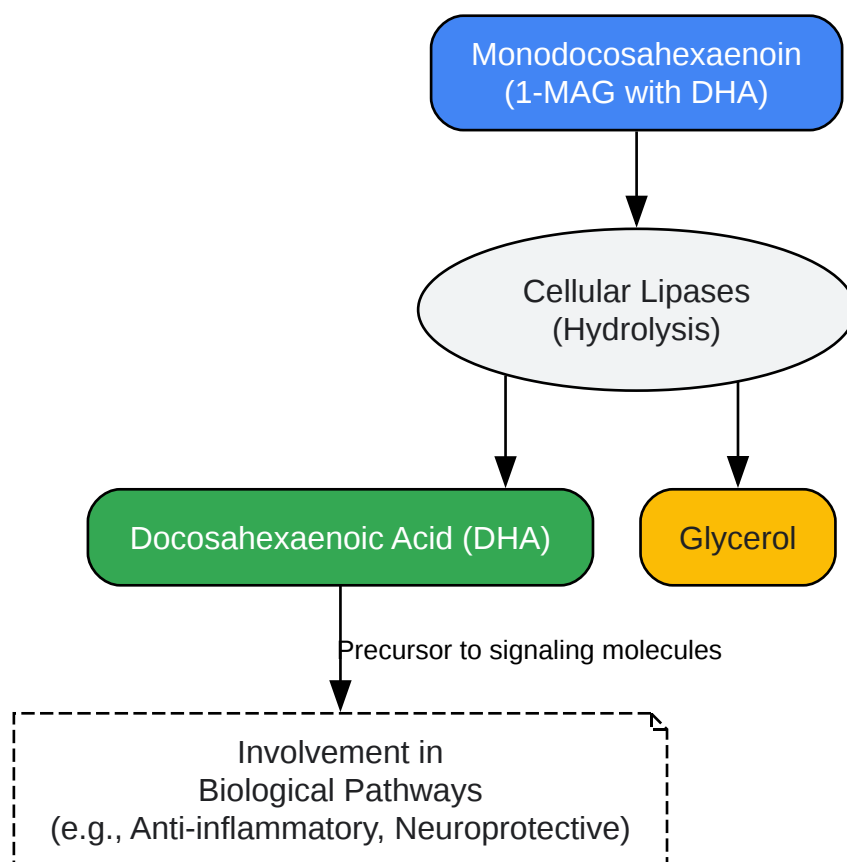 Monodocosahexaenoin
(1-MAG with DHA)
Cellular Lipases
(Hydrolysis)
Docosahexaenoic Acid (DHA)
Glycerol
Precursor to signaling molecules
Involvement in
Biological Pathways
(e.g., Anti-inflammatory, Neuroprotective)